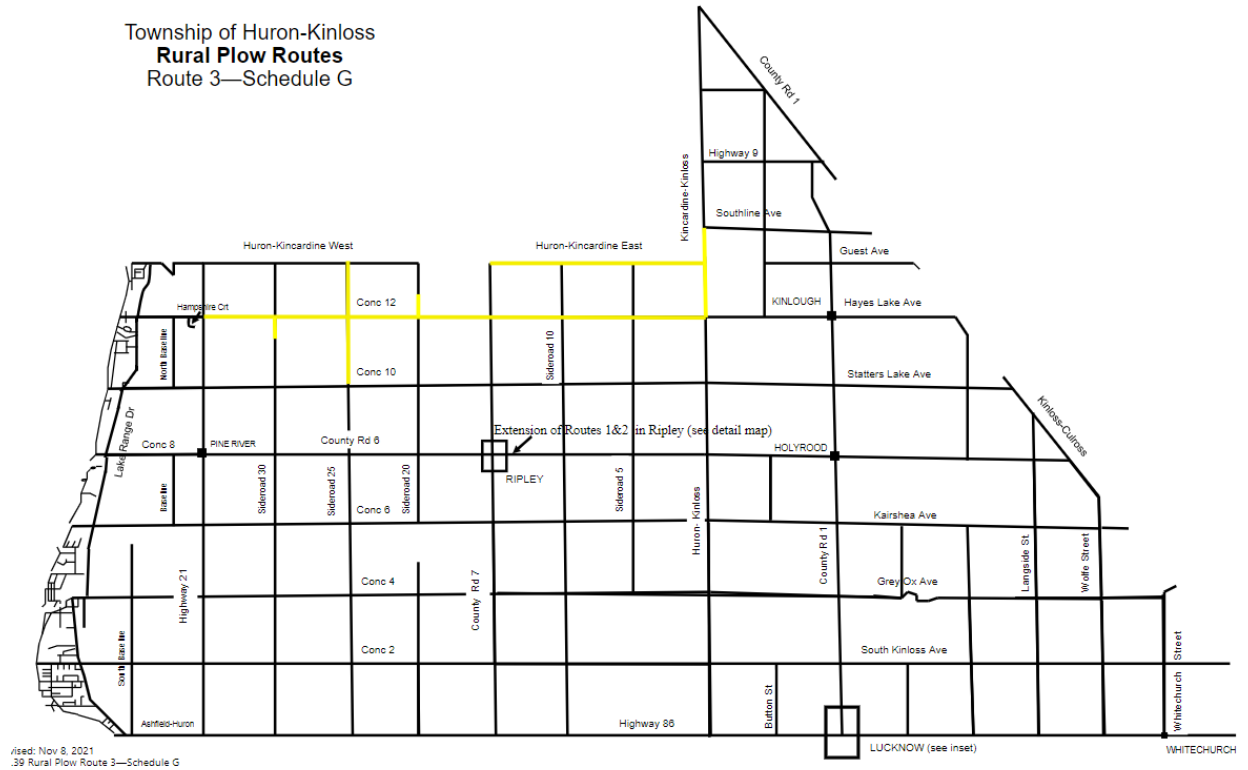 Township of Huron-Kinloss
Rural Plow Routes
Route 3—Schedule G
County Rd 1
Highway 9
Kincardine-Kinloss
Southline Ave
Huron-Kincardine West
Huron-Kincardine East
Guest Ave
Hampshire Crt
Conc 12
KINLOUGH
Hayes Lake Ave
North Baseline
Sideroad 10
Conc 10
Statters Lake Ave
Lake Range Dr
Kinloss-Culross
Extension of Routes 1&2 in Ripley (see detail map)
Conc 8
PINE RIVER
County Rd 6
HOLYROOD
RIPLEY
Baseline
Sideroad 30
Sideroad 25
Sideroad 20
Sideroad 5
Conc 6
Kairshea Ave
Huron- Kinloss
County Rd 1
Langside St
Wolfe Street
Highway 21
Conc 4
County Rd 7
Grey Ox Ave
South Baseline
Conc 2
South Kinloss Ave
Whitechurch Street
Button St
Ashfield-Huron
Highway 86
LUCKNOW (see inset)
WHITECHURCH
vised: Nov 8, 2021
.39 Rural Plow Route 3—Schedule G